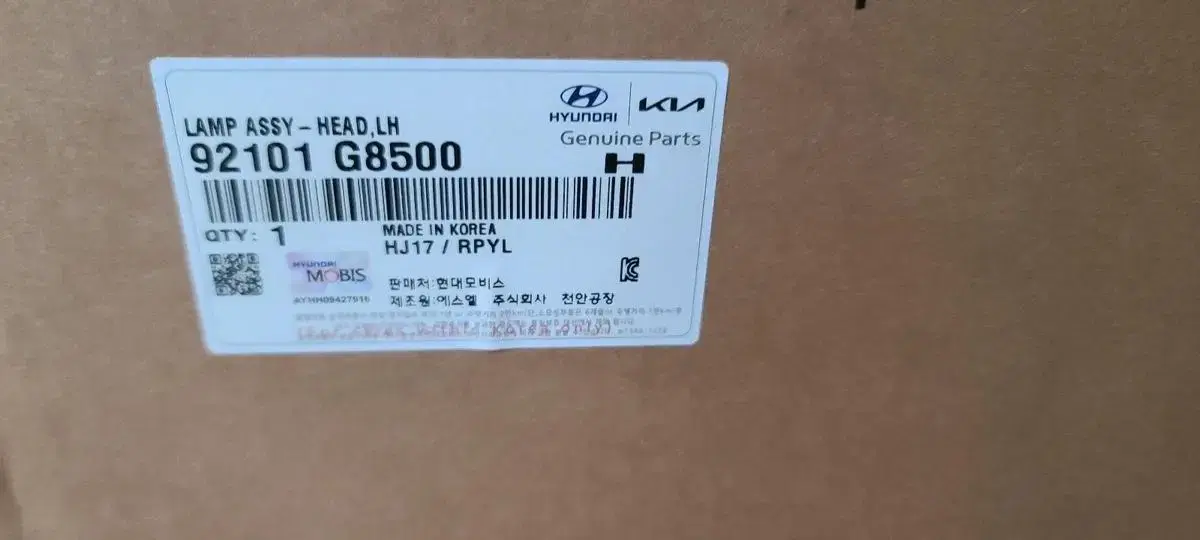 HYUNDAI KIA
Genuine Parts
LAMP ASSY - HEAD,LH
92101 G8500
H
QTY: 1
MADE IN KOREA
HJ17 / RPYL
HYUNDAI
MOBIS
판매처:현대모비스
제조원:에스엘 주식회사 천안공장